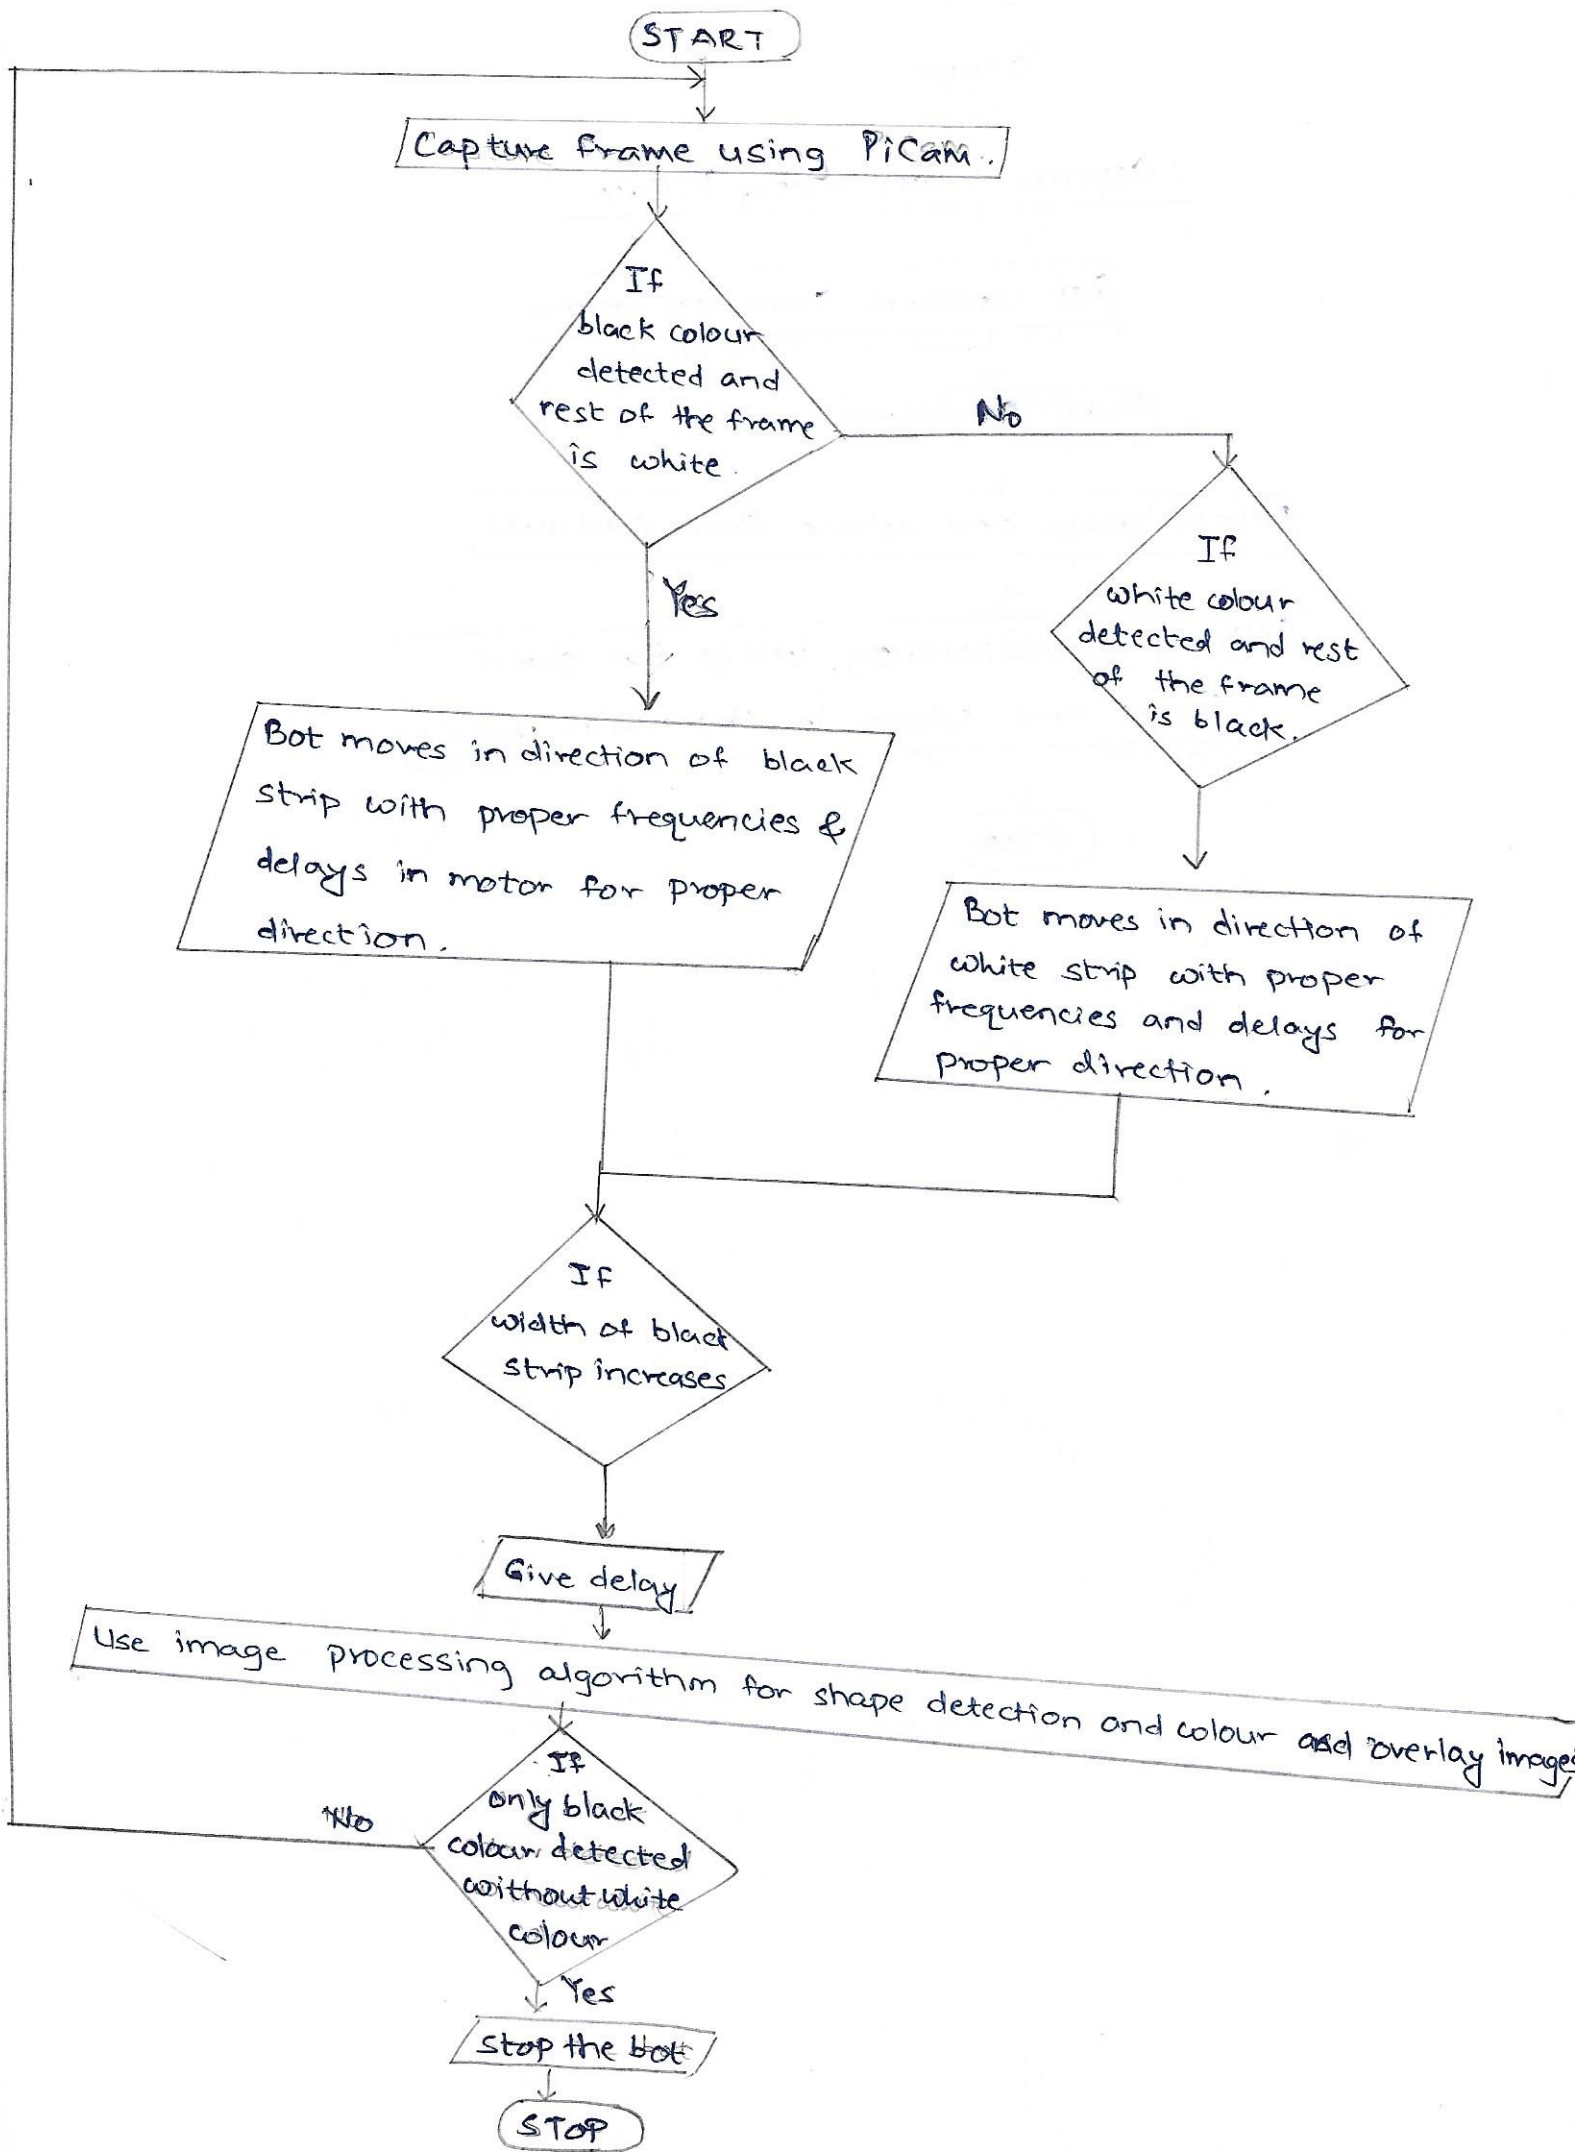 START
Capture frame using PiCam.
If
black colour
detected and
rest of the frame
is white.
No
Yes
If
white colour
detected and rest
of the frame
is black.
Bot moves in direction of black
strip with proper frequencies &
delays in motor for proper
direction.
Bot moves in direction of
white strip with proper
frequencies and delays for
proper direction.
If
width of black
strip increases
Give delay
Use image processing algorithm for shape detection and colour and overlay images
If
only black
colour detected
without white
colour
No
Yes
Stop the bot
STOP